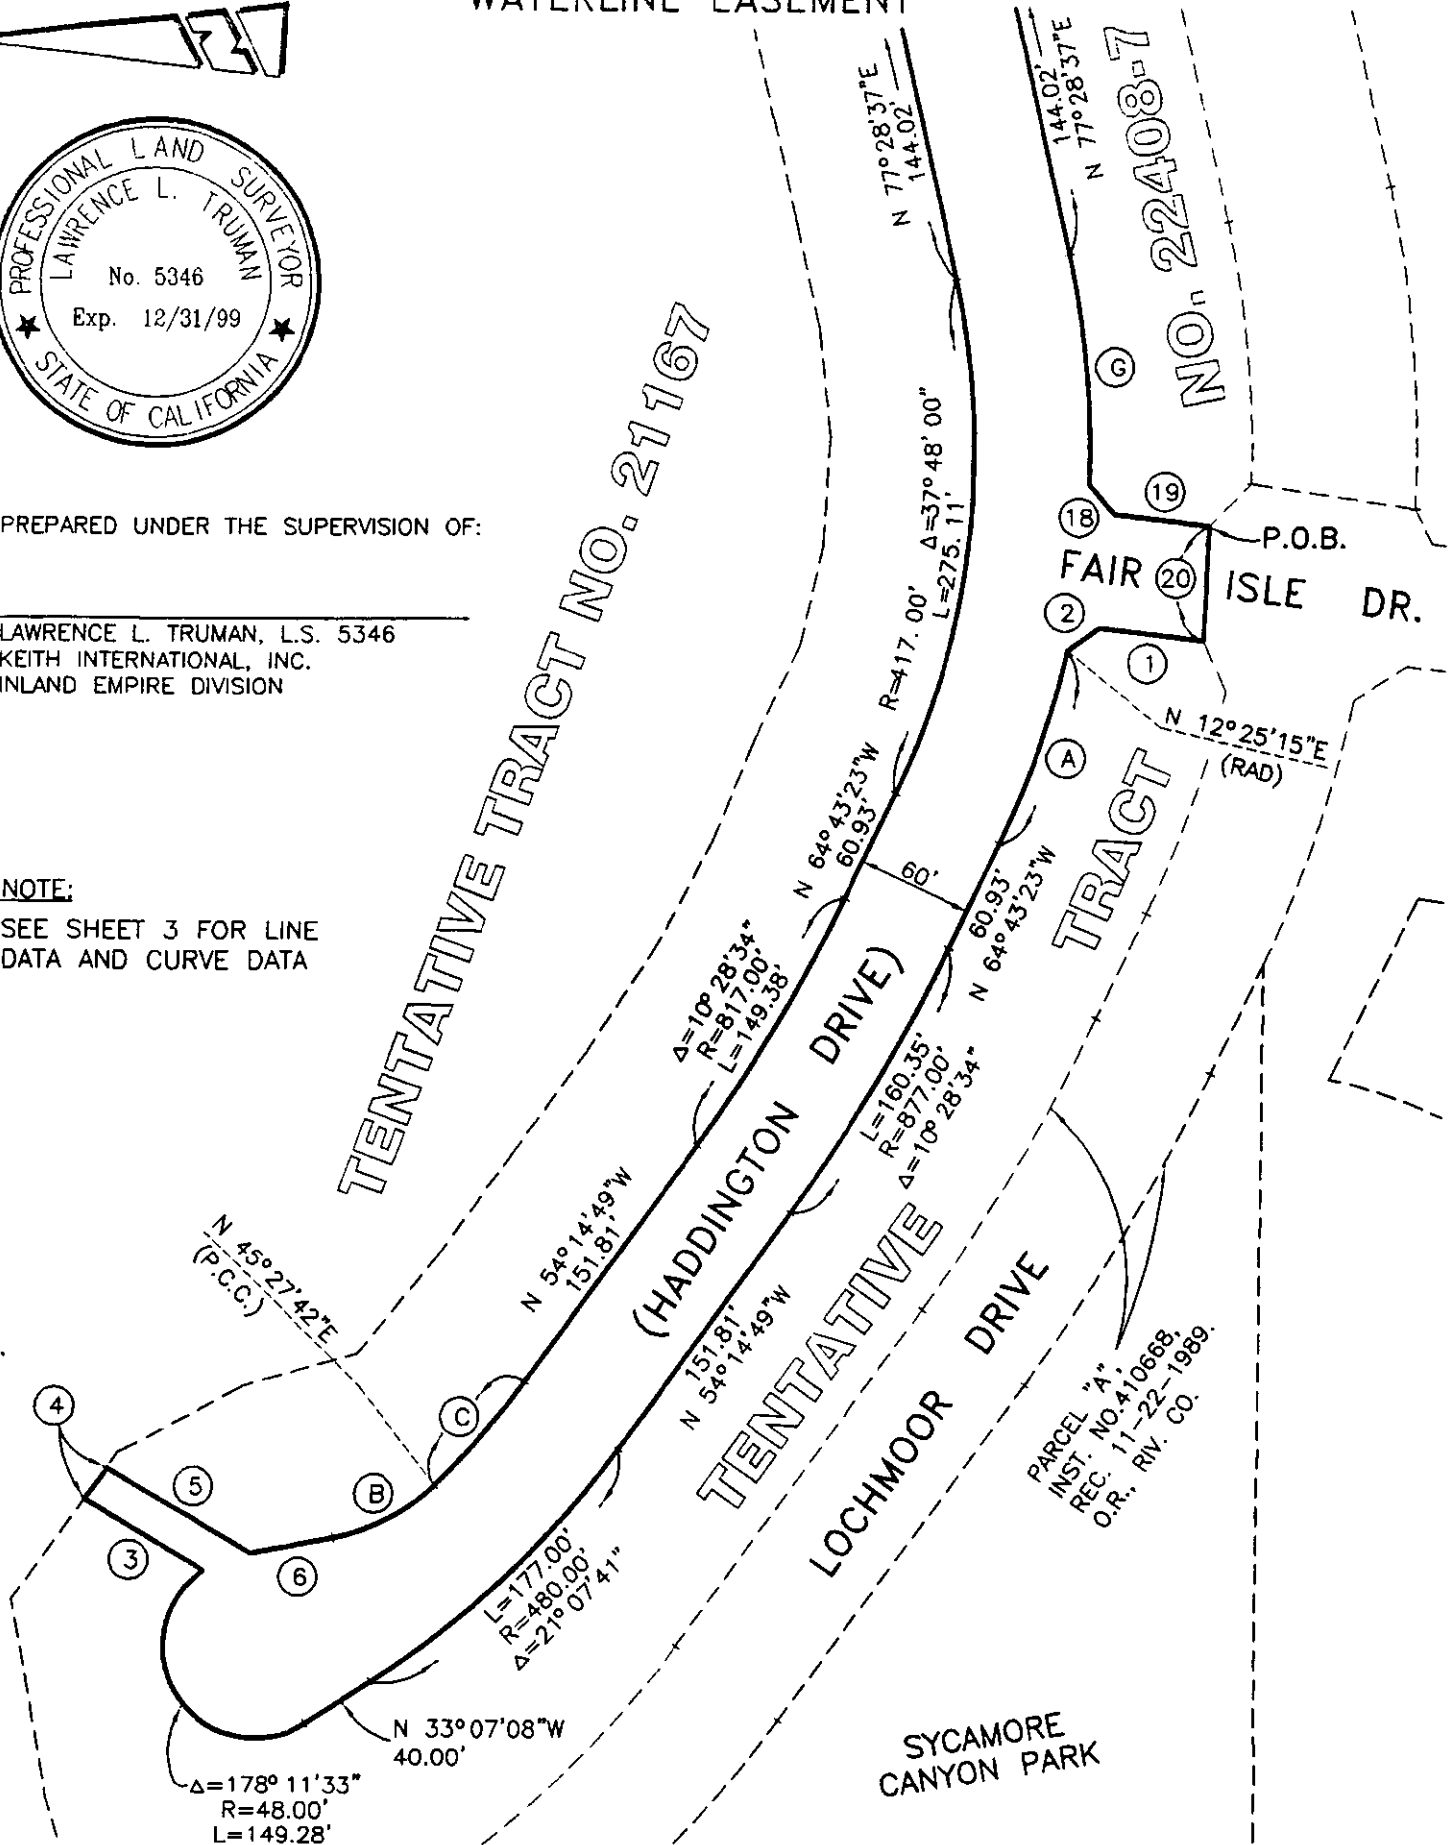 WATERLINE EASEMENT
N
PROFESSIONAL LAND SURVEYOR
LAWRENCE L. TRUMAN
No. 5346
Exp. 12/31/99
STATE OF CALIFORNIA
PREPARED UNDER THE SUPERVISION OF:
LAWRENCE L. TRUMAN, L.S. 5346
KEITH INTERNATIONAL, INC.
INLAND EMPIRE DIVISION
NOTE:
SEE SHEET 3 FOR LINE
DATA AND CURVE DATA
TENTATIVE TRACT NO. 21167
N 77°28'37"E
144.02'
144.02'
N 77°28'37"E
NO. 22408-7
G
19
18
P.O.B.
FAIR
20
ISLE DR.
2
1
N 12°25'15"E
(RAD)
A
Δ=37°48'00"
R=417.00'
L=275.11'
N 64°43'23"W
60.93'
60'
60.93'
N 64°43'23"W
TRACT
Δ=10°28'34"
R=817.00'
L=149.38'
(HADDINGTON DRIVE)
L=160.35'
R=877.00'
Δ=10°28'34"
N 54°14'49"W
151.81'
151.81'
N 54°14'49"W
TENTATIVE
LOCHMOOR DRIVE
PARCEL "A",
INST. NO.410668,
REC. 11-22-1989.
O.R., RIV. CO.
N 45°27'42"E
(P.C.C.)
4
5
C
B
3
6
L=177.00'
R=480.00'
Δ=21°07'41"
N 33°07'08"W
40.00'
Δ=178°11'33"
R=48.00'
L=149.28'
SYCAMORE
CANYON PARK